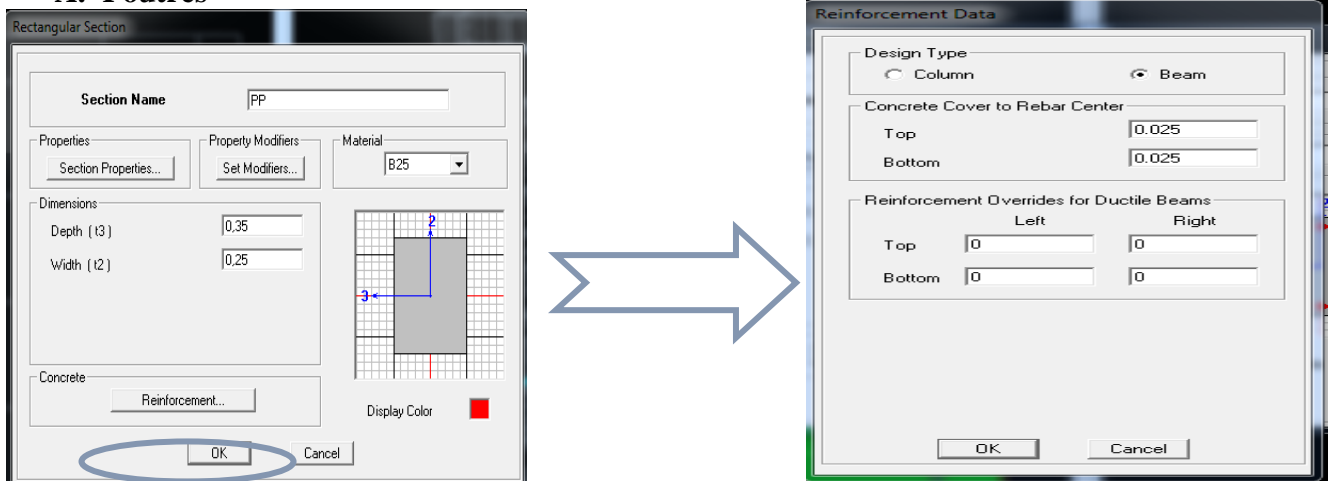 A. Poutres
Rectangular Section
Section Name PP
Properties
Section Properties...
Property Modifiers
Set Modifiers...
Material
B25
Dimensions
Depth ( t3 ) 0,35
Width ( t2 ) 0,25
2
3
Concrete
Reinforcement...
Display Color
OK Cancel
Reinforcement Data
Design Type
Column Beam
Concrete Cover to Rebar Center
Top 0.025
Bottom 0.025
Reinforcement Overrides for Ductile Beams
Left Right
Top 0 0
Bottom 0 0
OK Cancel